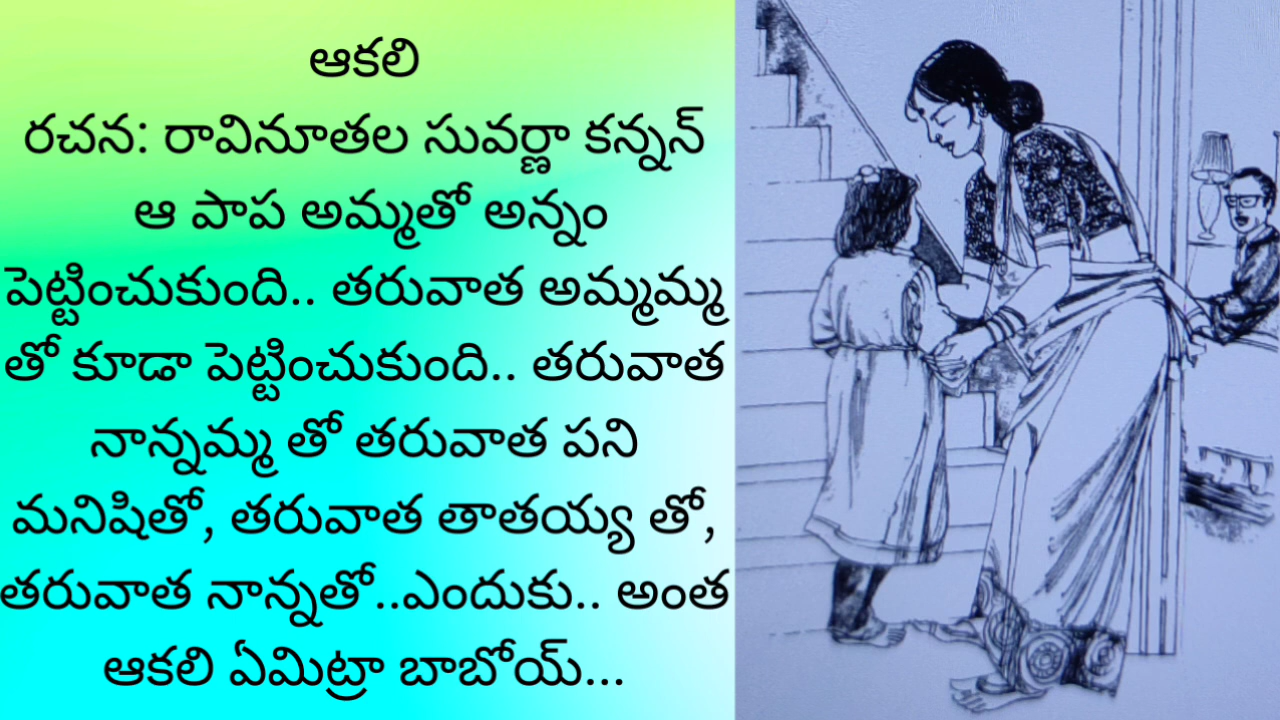 ఆకలి
రచన: రావినూతల సువర్ణా కన్నన్
ఆ పాప అమ్మతో అన్నం
పెట్టించుకుంది.. తరువాత అమ్మమ్మ
తో కూడా పెట్టించుకుంది.. తరువాత
నాన్నమ్మ తో తరువాత పని
మనిషితో, తరువాత తాతయ్య తో,
తరువాత నాన్నతో..ఎందుకు.. అంత
ఆకలి ఏమిట్రా బాబోయ్...